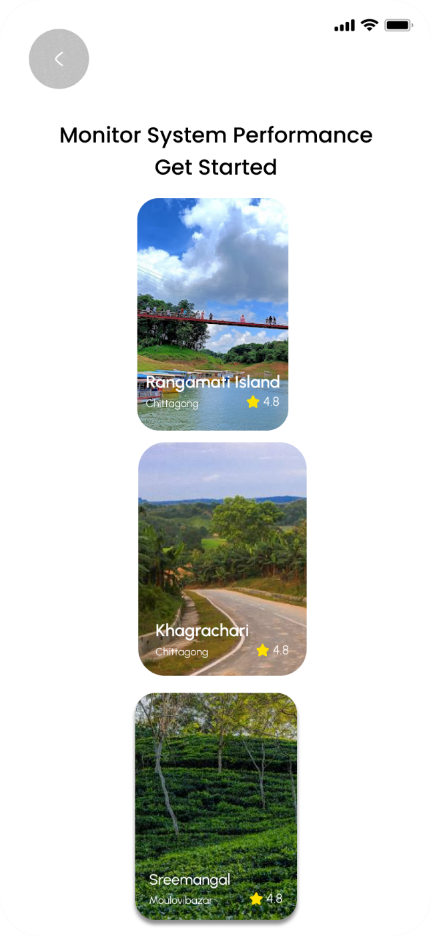 Monitor System Performance
Get Started
Rangamati Island
Chittagong
4.8
Khagrachari
Chittagong
4.8
Sreemangal
Moulovibazar
4.8